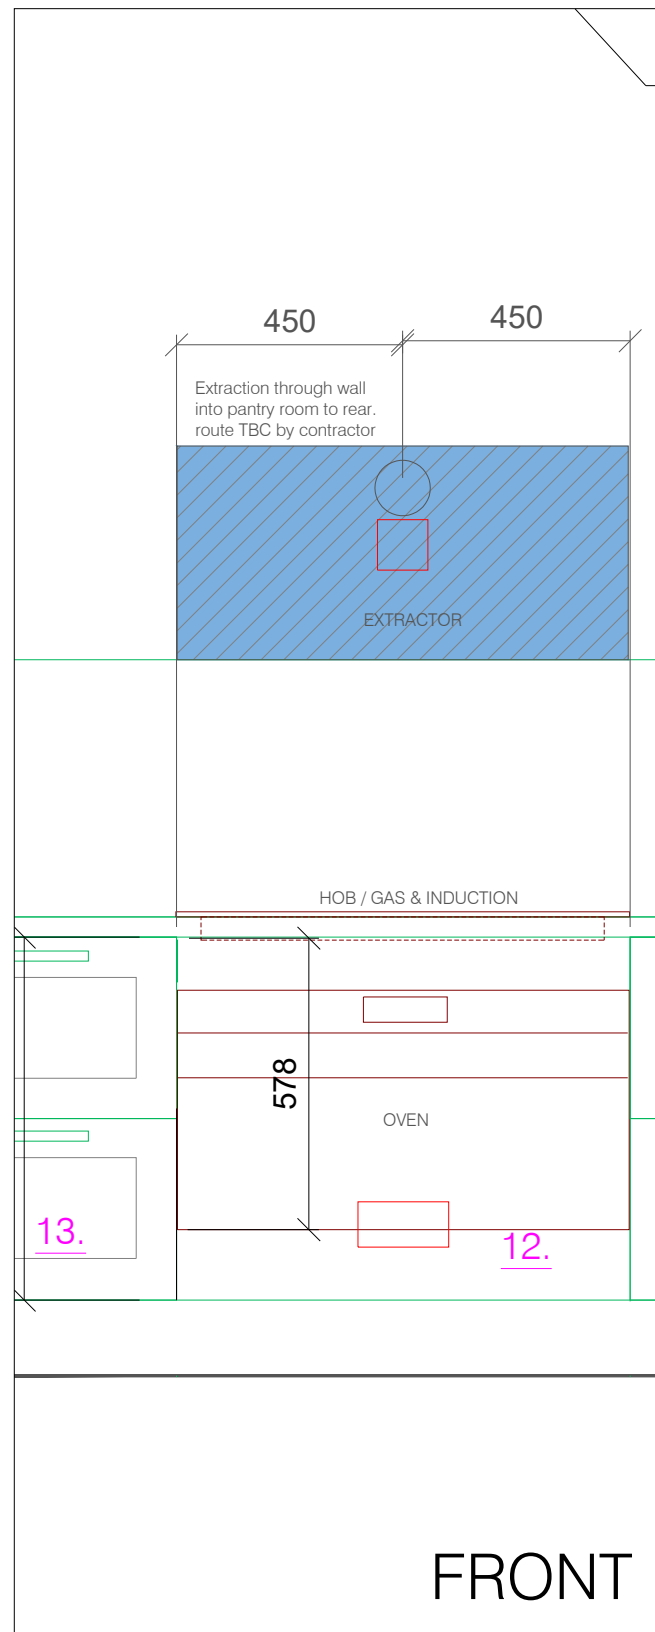 450
450
Extraction through wall
into pantry room to rear.
route TBC by contractor
EXTRACTOR
HOB / GAS & INDUCTION
578
OVEN
13.
12.
FRONT